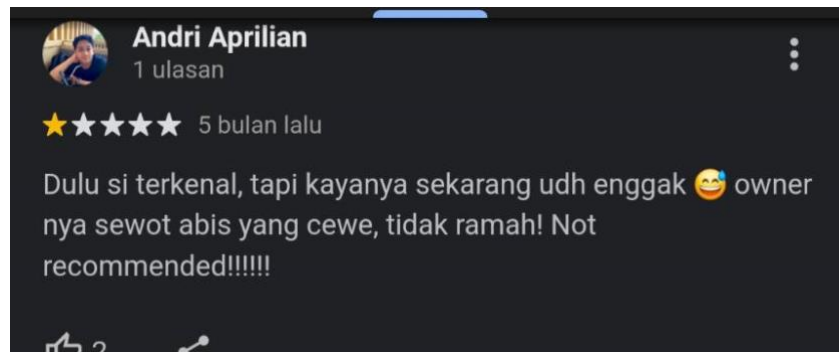 Andri Aprilian
1 ulasan
5 bulan lalu
Dulu si terkenal, tapi kayanya sekarang udh enggak 😅 owner
nya sewot abis yang cewe, tidak ramah! Not
recommended!!!!!!
2